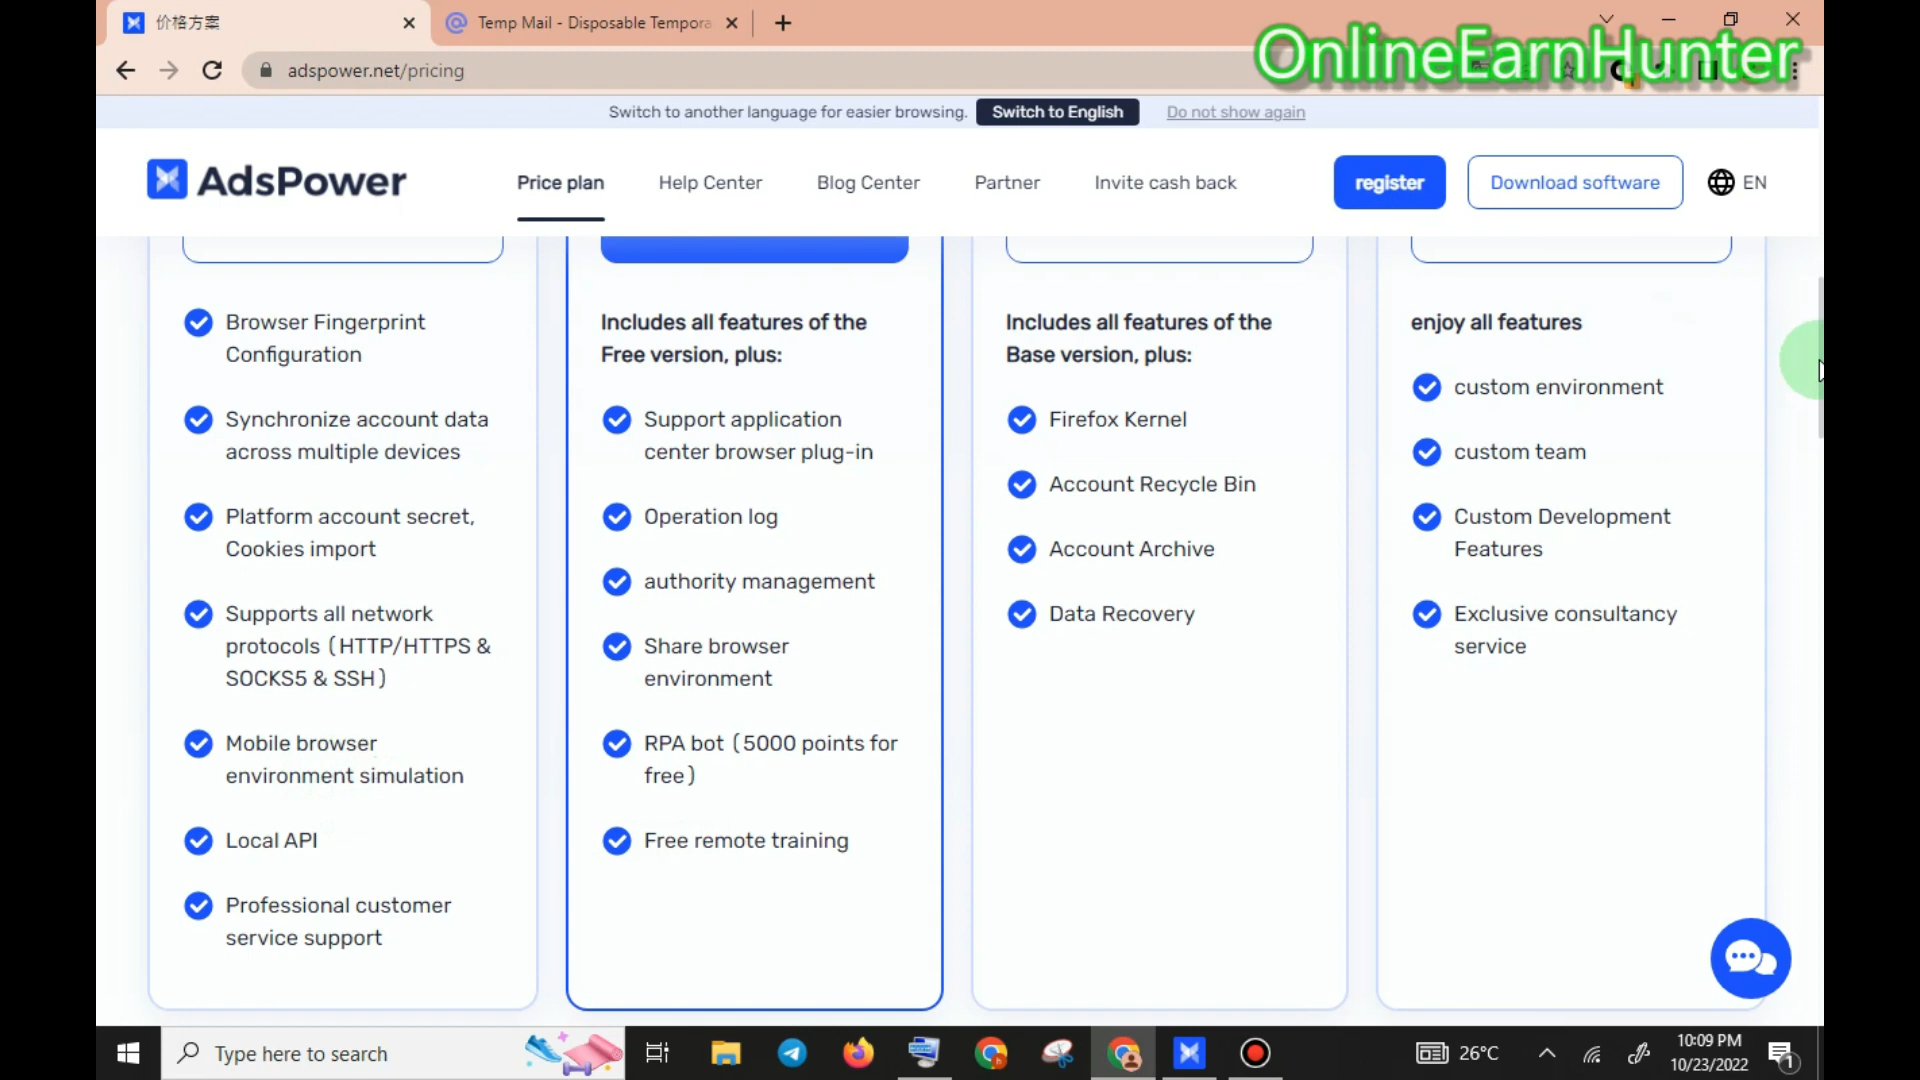 价格方案
Temp Mail - Disposable Tempora
OnlineEarnHunter
adspower.net/pricing
Switch to another language for easier browsing.
Switch to English
Do not show again
AdsPower
Price plan
Help Center
Blog Center
Partner
Invite cash back
register
Download software
EN
Browser Fingerprint
Configuration
Synchronize account data
across multiple devices
Platform account secret,
Cookies import
Supports all network
protocols (HTTP/HTTPS &
SOCKS5 & SSH)
Mobile browser
environment simulation
Local API
Professional customer
service support
Includes all features of the
Free version, plus:
Support application
center browser plug-in
Operation log
authority management
Share browser
environment
RPA bot (5000 points for
free)
Free remote training
Includes all features of the
Base version, plus:
Firefox Kernel
Account Recycle Bin
Account Archive
Data Recovery
enjoy all features
custom environment
custom team
Custom Development
Features
Exclusive consultancy
service
Type here to search
26°C
10:09 PM
10/23/2022
1